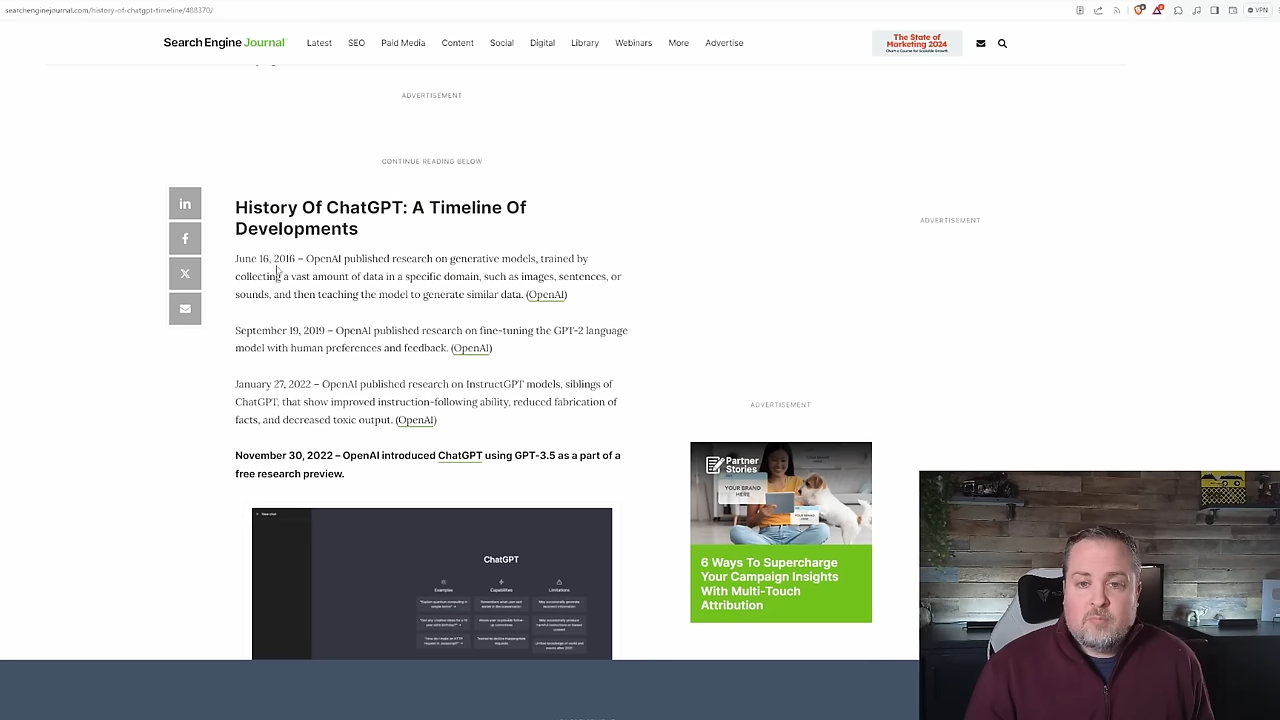 searchenginejournal.com/history-of-chatgpt-timeline/488370/
VPN
Search Engine Journal
Latest
SEO
Paid Media
Content
Social
Digital
Library
Webinars
More
Advertise
The State of
Marketing 2024
ADVERTISEMENT
CONTINUE READING BELOW
in
f
X
History Of ChatGPT: A Timeline Of
Developments
June 16, 2016 – OpenAI published research on generative models, trained by
collecting a vast amount of data in a specific domain, such as images, sentences, or
sounds, and then teaching the model to generate similar data. (OpenAI)
September 19, 2019 – OpenAI published research on fine-tuning the GPT-2 language
model with human preferences and feedback. (OpenAI)
January 27, 2022 – OpenAI published research on InstructGPT models, siblings of
ChatGPT, that show improved instruction-following ability, reduced fabrication of
facts, and decreased toxic output. (OpenAI)
November 30, 2022 – OpenAI introduced ChatGPT using GPT-3.5 as a part of a
free research preview.
ChatGPT
Examples
Capabilities
Limitations
ADVERTISEMENT
ADVERTISEMENT
Partner
Stories
YOUR BRAND
HERE
6 Ways To Supercharge
Your Campaign Insights
With Multi-Touch
Attribution